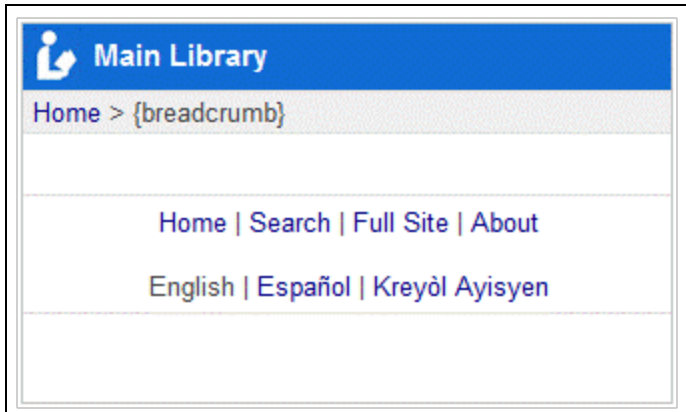 Main Library
Home > {breadcrumb}
Home | Search | Full Site | About
English | Español | Kreyòl Ayisyen